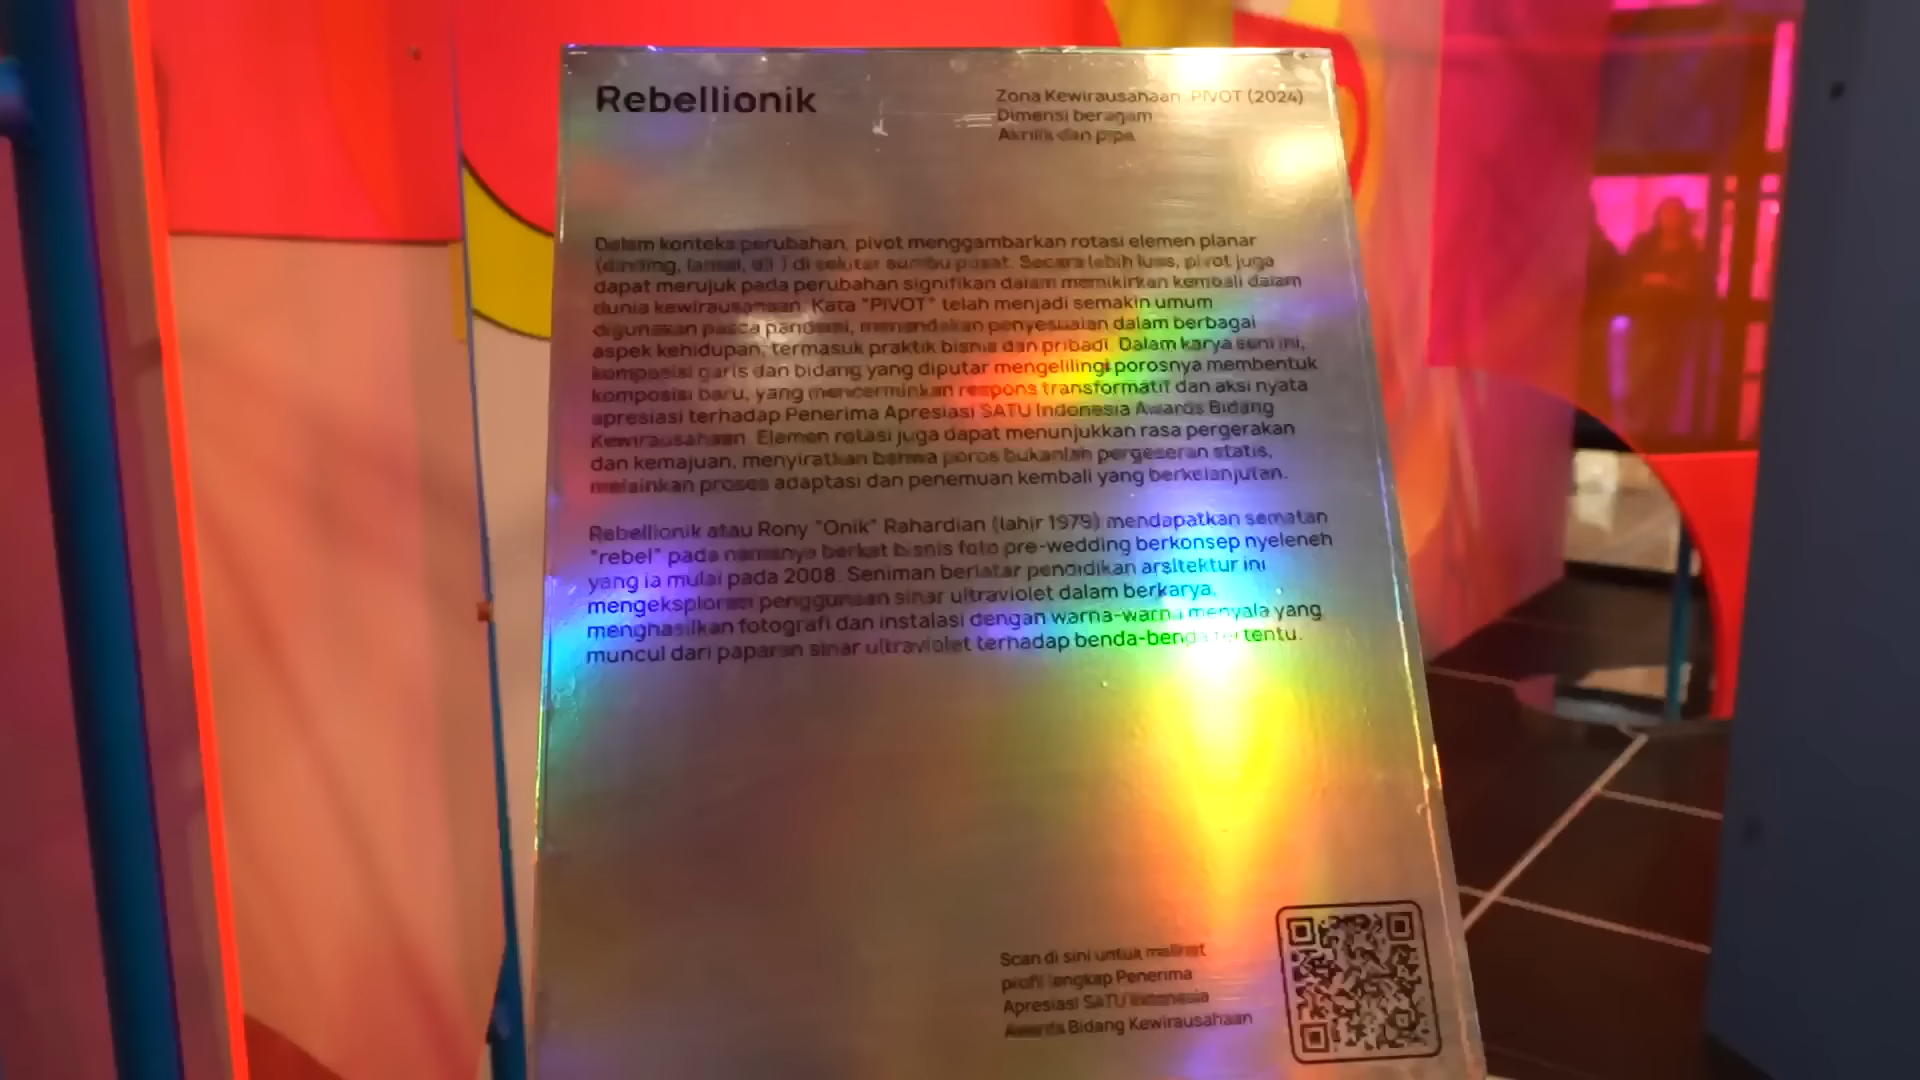 Rebellionik
Zona Kewirausahaan: PIVOT (2024)
Dimensi beragam
Akrilik dan pipa
Dalam konteks perubahan, pivot menggambarkan rotasi elemen planar
(dinding, lantai, dll ) di sekitar sumbu pusat. Secara lebih luas, pivot juga
dapat merujuk pada perubahan signifikan dalam memikirkan kembali dalam
dunia kewirausahaan. Kata "PIVOT" telah menjadi semakin umum
digunakan pasca pandemi, menandakan penyesuaian dalam berbagai
aspek kehidupan, termasuk praktik bisnis dan pribadi. Dalam karya seni ini,
komposisi garis dan bidang yang diputar mengelilingi porosnya membentuk
komposisi baru, yang mencerminkan respons transformatif dan aksi nyata
apresiasi terhadap Penerima Apresiasi SATU Indonesia Awards Bidang
Kewirausahaan. Elemen rotasi juga dapat menunjukkan rasa pergerakan
dan kemajuan, menyiratkan bahwa poros bukanlah pergeseran statis,
melainkan proses adaptasi dan penemuan kembali yang berkelanjutan.
Rebellionik atau Rony "Onik" Rahardian (lahir 1979) mendapatkan sematan
"rebel" pada namanya berkat bisnis foto pre-wedding berkonsep nyeleneh
yang ia mulai pada 2008. Seniman berlatar pendidikan arsitektur ini
mengeksplorasi penggunaan sinar ultraviolet dalam berkarya,
menghasilkan fotografi dan instalasi dengan warna-warna menyala yang
muncul dari paparan sinar ultraviolet terhadap benda-benda tertentu.
Scan di sini untuk melihat
profil lengkap Penerima
Apresiasi SATU Indonesia
Awards Bidang Kewirausahaan